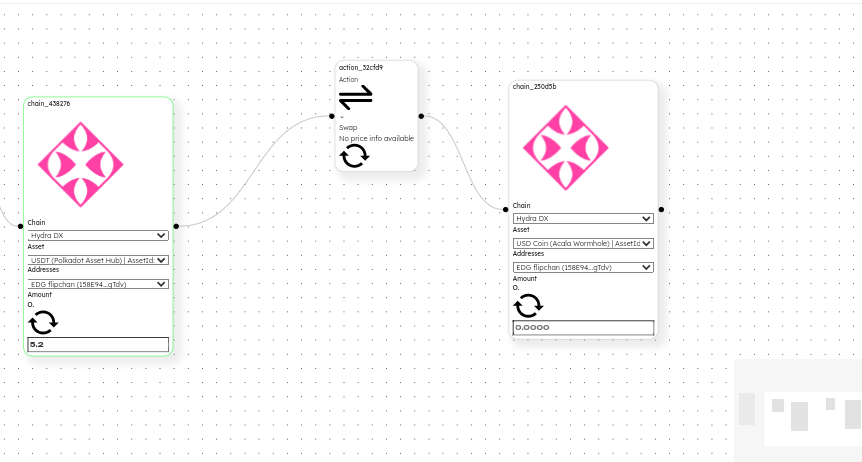 chain_438276
Chain
Hydra DX
Asset
USDT (Polkadot Asset Hub) | AssetId:
Addresses
EDG flipchan (158E94...gTdv)
Amount
0.
5.2
action_32cfd9
Action
Swap
No price info available
chain_250d5b
Chain
Hydra DX
Asset
USD Coin (Acala Wormhole) | AssetId
Addresses
EDG flipchan (158E94...gTdv)
Amount
0.
0.0000